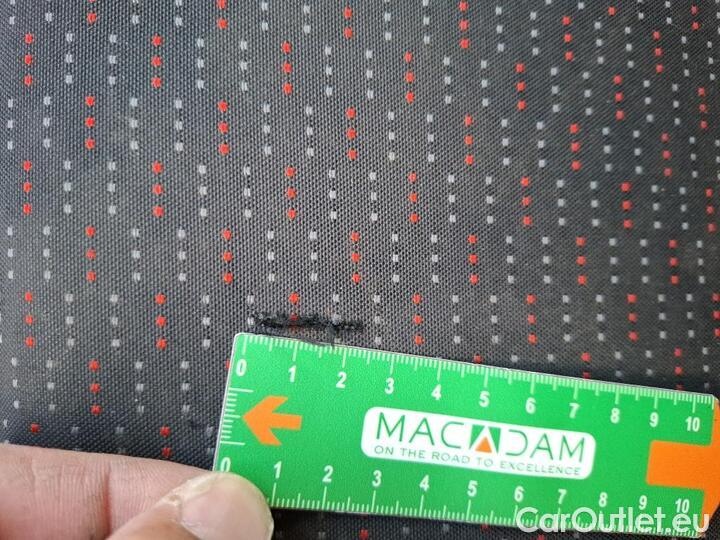 0 1 2 3 4 5 6 7 8 9 10
MACADAM
ON THE ROAD TO EXCELLENCE
0 1 2 3 4 5 6 7 8 9 10
CarOutlet.eu